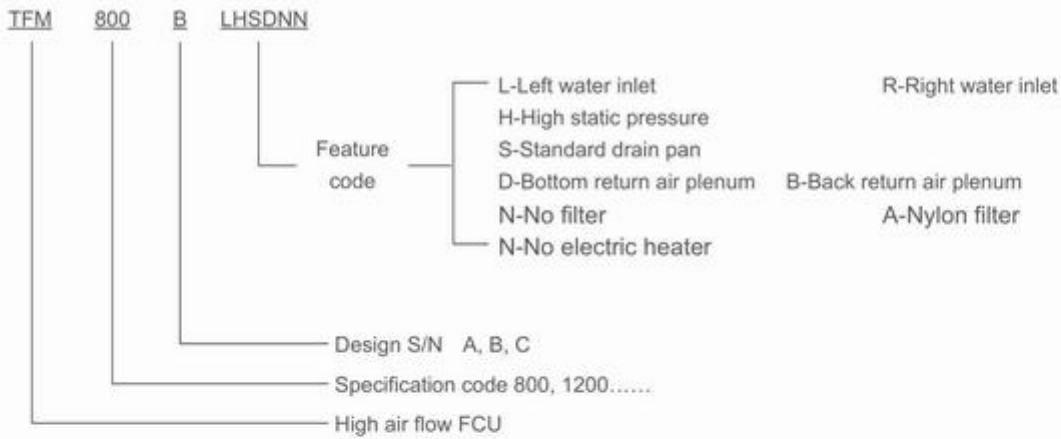 TFM 800 B LHSDNN
L-Left water inlet R-Right water inlet
H-High static pressure
Feature code
S-Standard drain pan
D-Bottom return air plenum B-Back return air plenum
N-No filter A-Nylon filter
N-No electric heater
Design S/N A, B, C
Specification code 800, 1200......
High air flow FCU